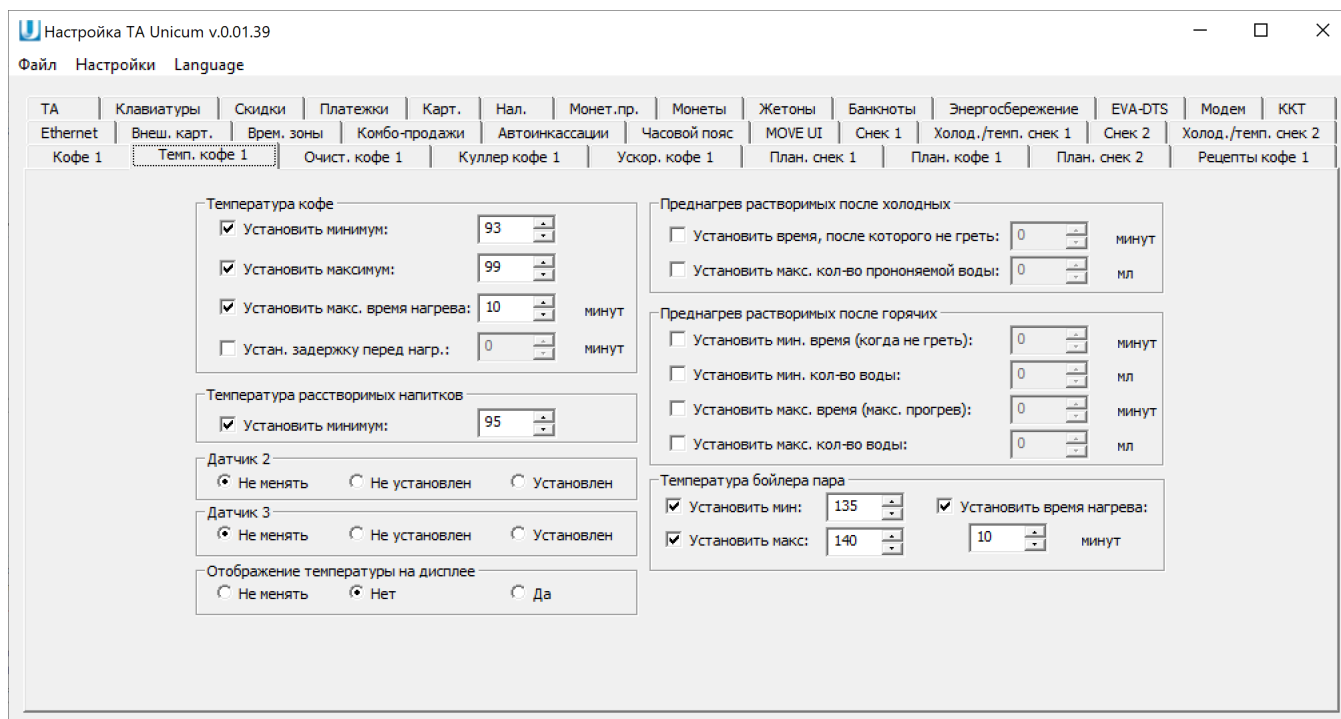 Настройка TA Unicum v.0.01.39
Файл Настройки Language
ТА Клавиатуры Скидки Платежки Карт. Нал. Монет.пр. Монеты Жетоны Банкноты Энергосбережение EVA-DTS Модем ККТ
Ethernet Внеш. карт. Врем. зоны Комбо-продажи Автоинкассации Часовой пояс MOVE UI Снек 1 Холод./темп. снек 1 Снек 2 Холод./темп. снек 2
Кофе 1 Темп. кофе 1 Очист. кофе 1 Куллер кофе 1 Ускор. кофе 1 План. снек 1 План. кофе 1 План. снек 2 Рецепты кофе 1
Температура кофе
Установить минимум: 93
Установить максимум: 99
Установить макс. время нагрева: 10 минут
Устан. задержку перед нагр.: 0 минут
Температура расстворимых напитков
Установить минимум: 95
Датчик 2
Не менять Не установлен Установлен
Датчик 3
Не менять Не установлен Установлен
Отображение температуры на дисплее
Не менять Нет Да
Преднагрев растворимых после холодных
Установить время, после которого не греть: 0 минут
Установить макс. кол-во прононяемой воды: 0 мл
Преднагрев растворимых после горячих
Установить мин. время (когда не греть): 0 минут
Установить мин. кол-во воды: 0 мл
Установить макс. время (макс. прогрев): 0 минут
Установить макс. кол-во воды: 0 мл
Температура бойлера пара
Установить мин: 135 Установить время нагрева:
Установить макс: 140 10 минут